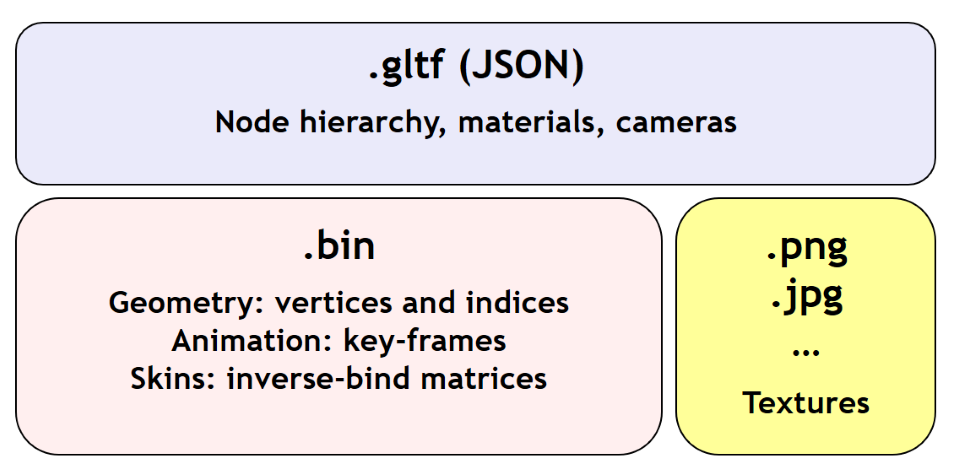 .gltf (JSON)
Node hierarchy, materials, cameras
.bin
Geometry: vertices and indices
Animation: key-frames
Skins: inverse-bind matrices
.png
.jpg
...
Textures